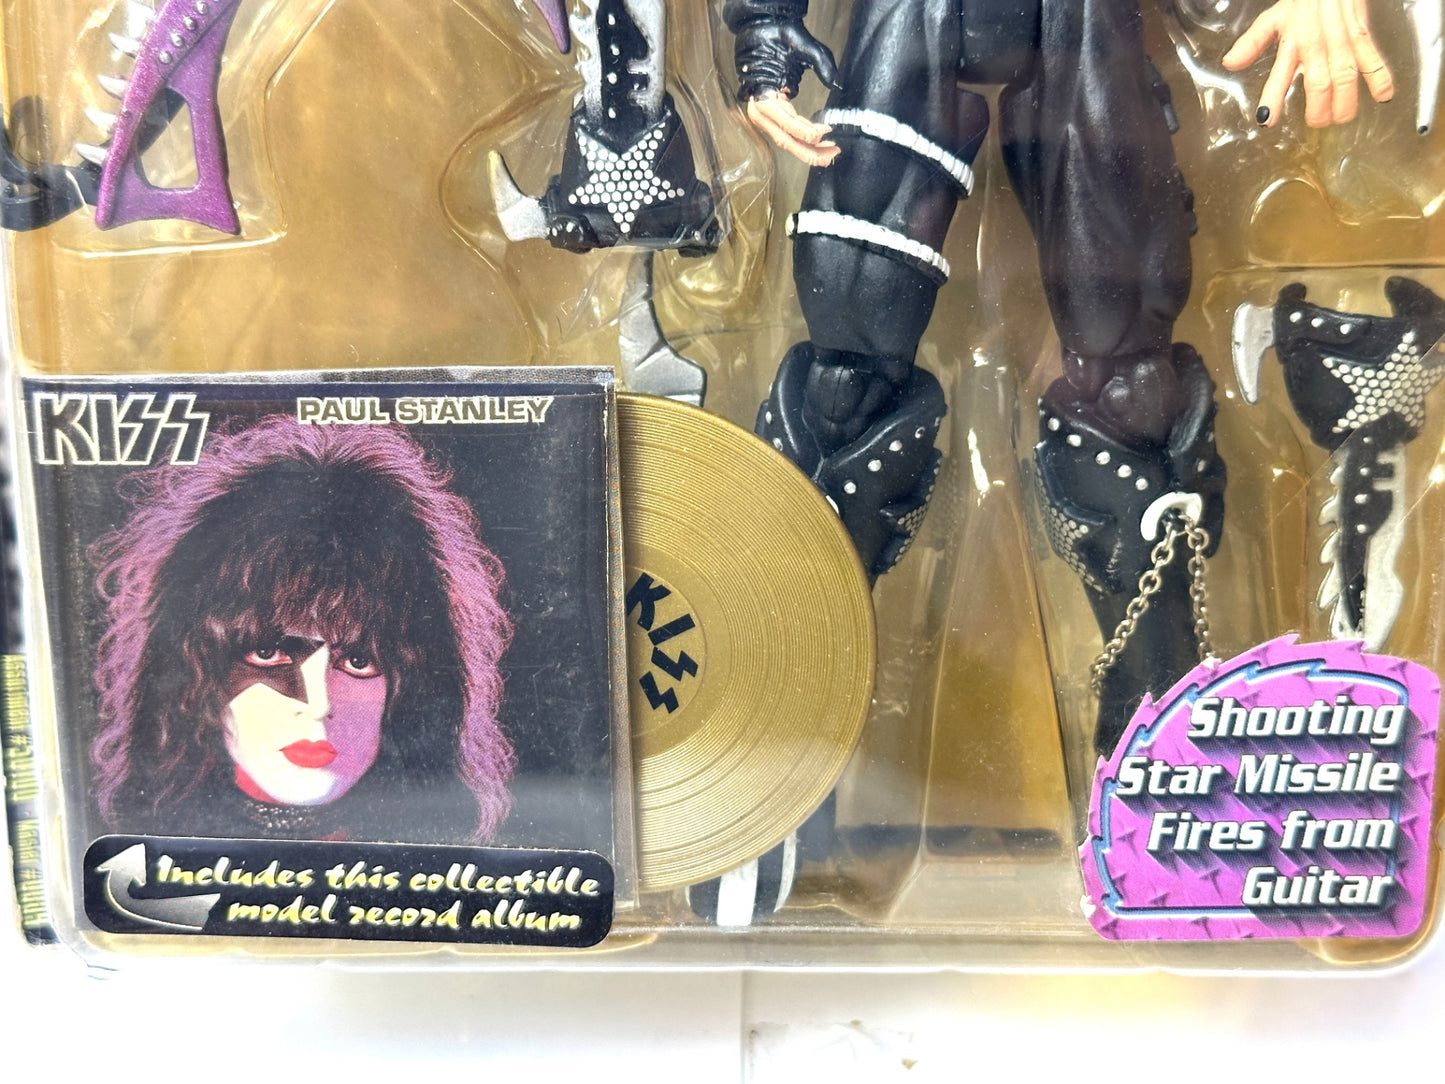 KISS PAUL STANLEY
KISS
Includes this collectible
model record album
Shooting
Star Missile
Fires from
Guitar